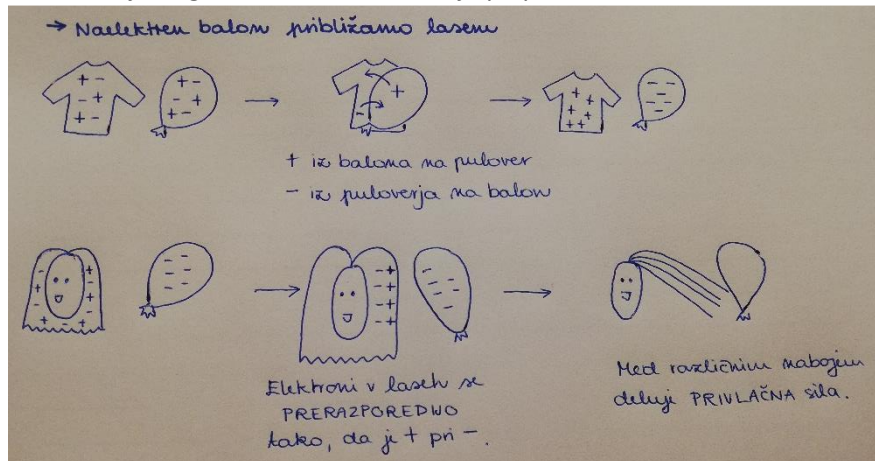 → Naelektren balon približamo lasem
+ iz balona na pulover
- iz puloverja na balon
Elektroni v laseh se
PRERAZPOREDIJO
tako, da je + pri -.
Med različnim nabojem
deluje PRIVLAČNA sila.